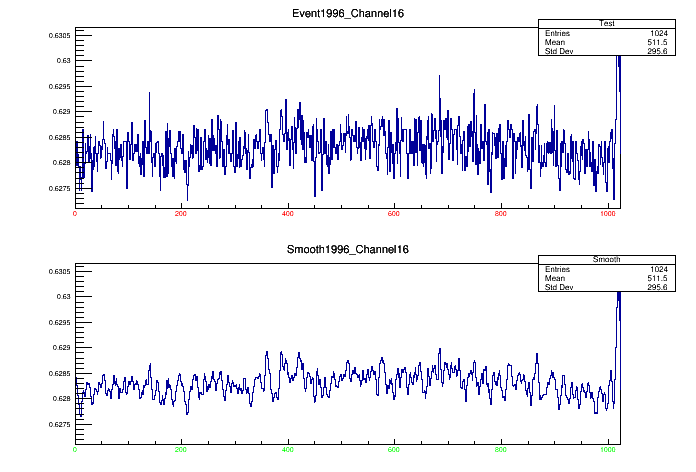 Event1996_Channel16
Test
Entries 1024
Mean 511.5
Std Dev 295.6
0.6305
0.63
0.6295
0.629
0.6285
0.628
0.6275
0 200 400 600 800 1000
Smooth1996_Channel16
Smooth
Entries 1024
Mean 511.5
Std Dev 295.6
0.6305
0.63
0.6295
0.629
0.6285
0.628
0.6275
0.627
0 200 400 600 800 1000